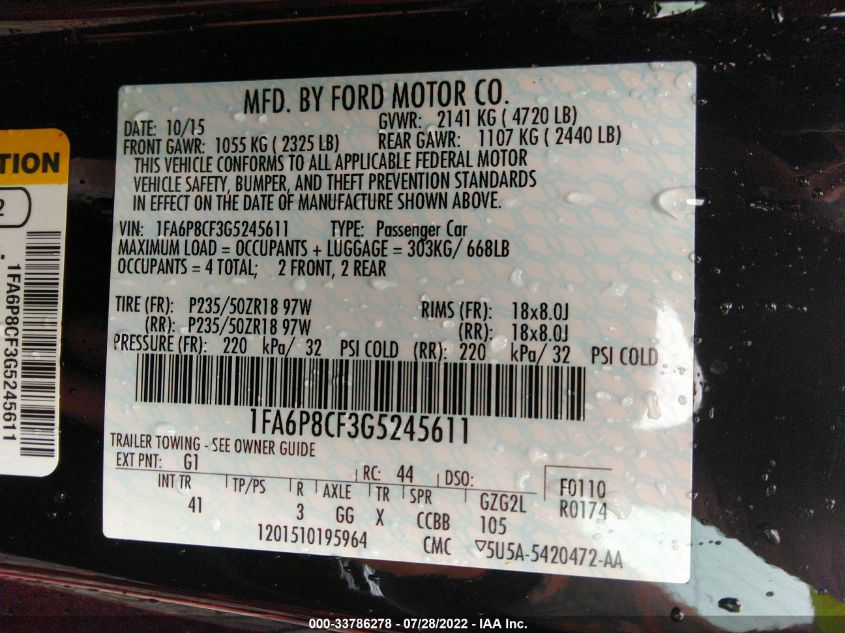 MFD. BY FORD MOTOR CO.
DATE: 10/15 GVWR: 2141 KG ( 4720 LB)
FRONT GAWR: 1055 KG ( 2325 LB) REAR GAWR: 1107 KG ( 2440 LB)
THIS VEHICLE CONFORMS TO ALL APPLICABLE FEDERAL MOTOR
VEHICLE SAFETY, BUMPER, AND THEFT PREVENTION STANDARDS
IN EFFECT ON THE DATE OF MANUFACTURE SHOWN ABOVE.
VIN: 1FA6P8CF3G5245611 TYPE: Passenger Car
MAXIMUM LOAD = OCCUPANTS + LUGGAGE = 303KG/ 668LB
OCCUPANTS = 4 TOTAL; 2 FRONT, 2 REAR
TIRE (FR): P235/50ZR18 97W RIMS (FR): 18x8.0J
(RR): P235/50ZR18 97W (RR): 18x8.0J
PRESSURE (FR): 220 kPa/ 32 PSI COLD (RR): 220 kPa/ 32 PSI COLD
1FA6P8CF3G5245611
TRAILER TOWING - SEE OWNER GUIDE
EXT PNT: G1 RC: 44 DSO: F0110
INT TR TP/PS R AXLE TR SPR GZG2L R0174
41 3 GG X CCBB 105
1201510195964 CMC ▽5U5A-5420472-AA
TION
2
1FA6P8CF3G5245611
000-33786278 - 07/28/2022 - IAA Inc.